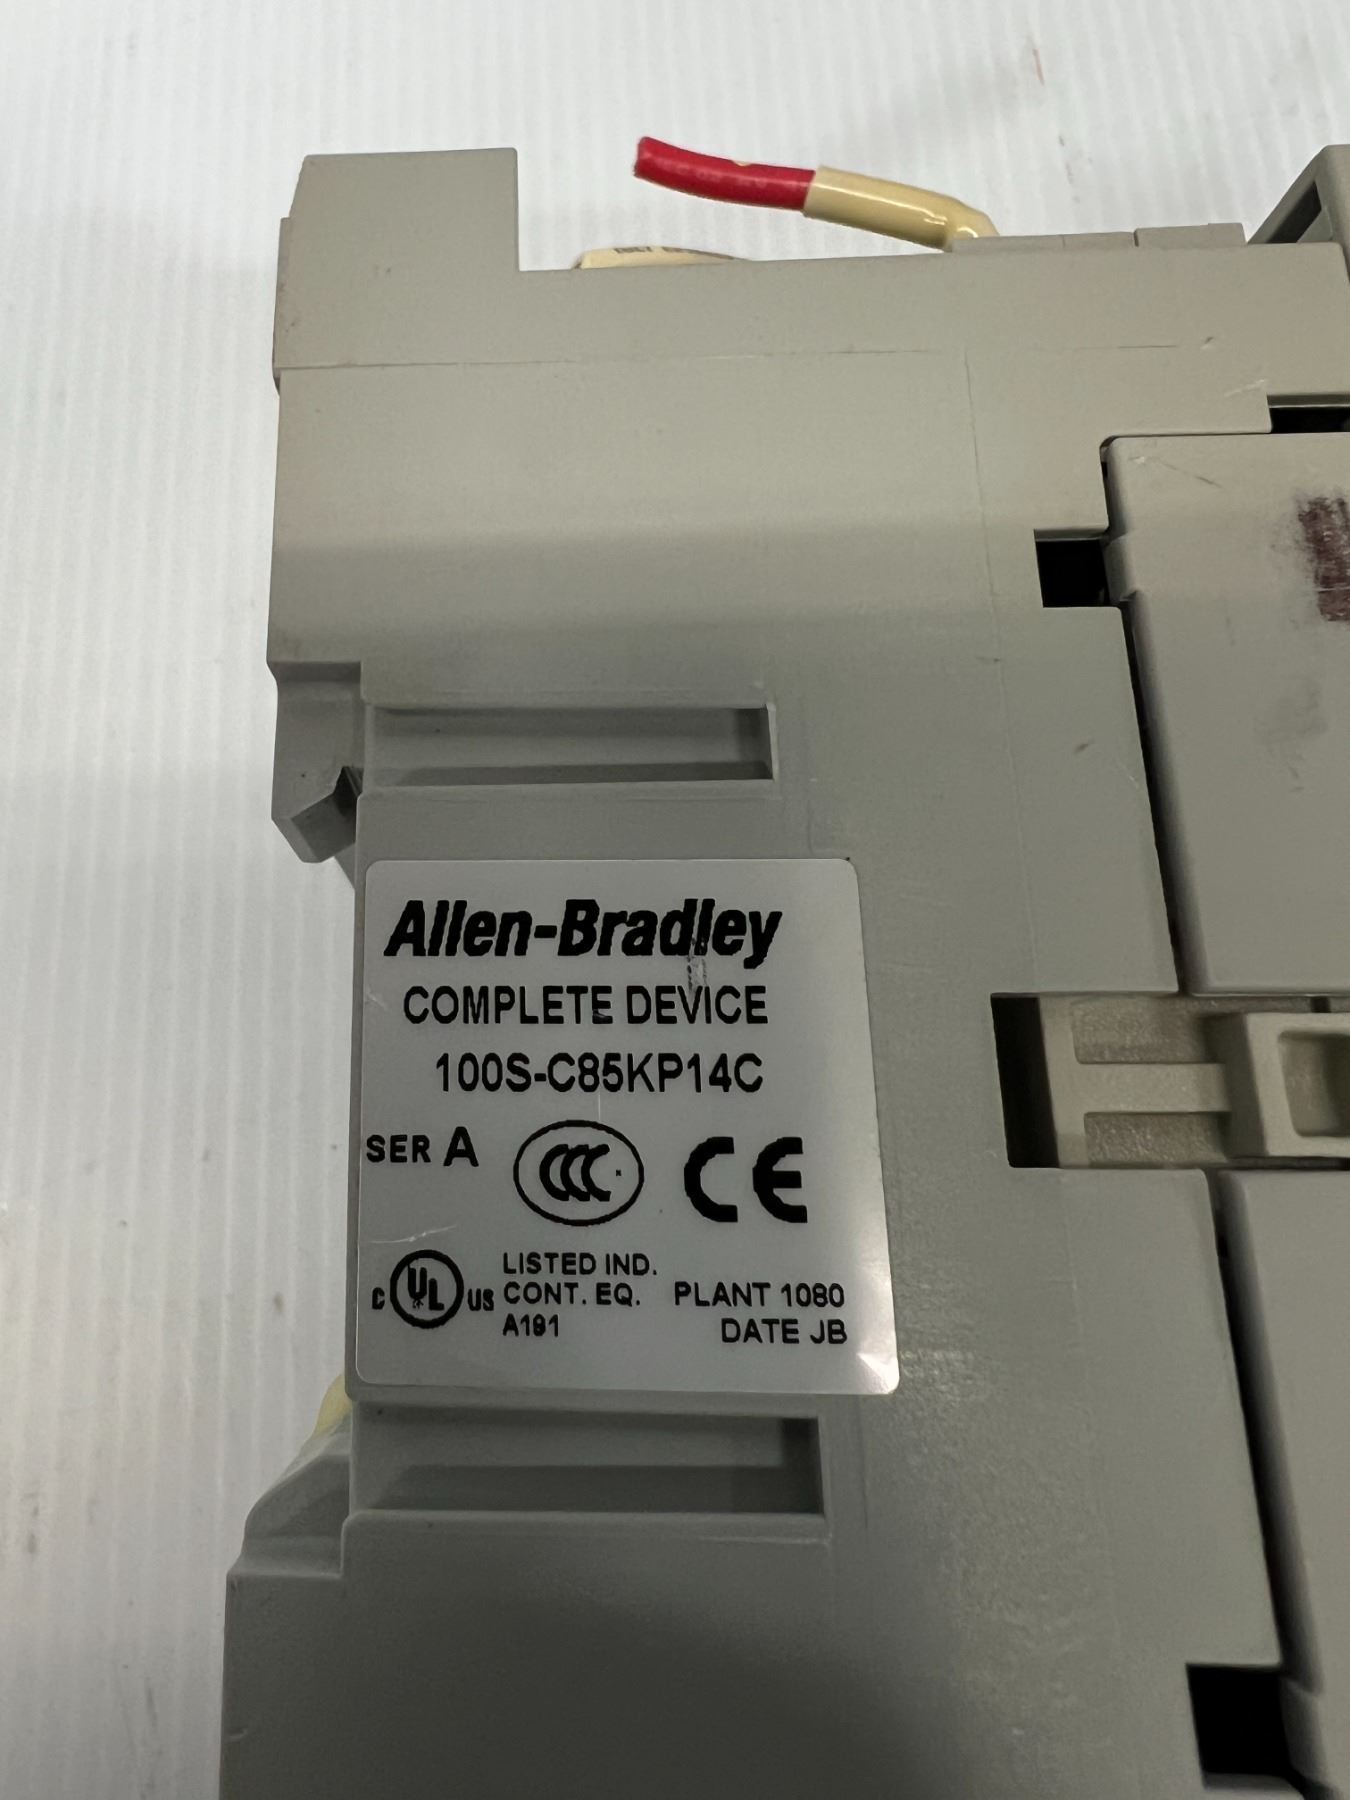 Allen-Bradley
COMPLETE DEVICE
100S-C85KP14C
SER A
CCC
CE
C UL US
LISTED IND.
CONT. EQ.
A191
PLANT 1080
DATE JB